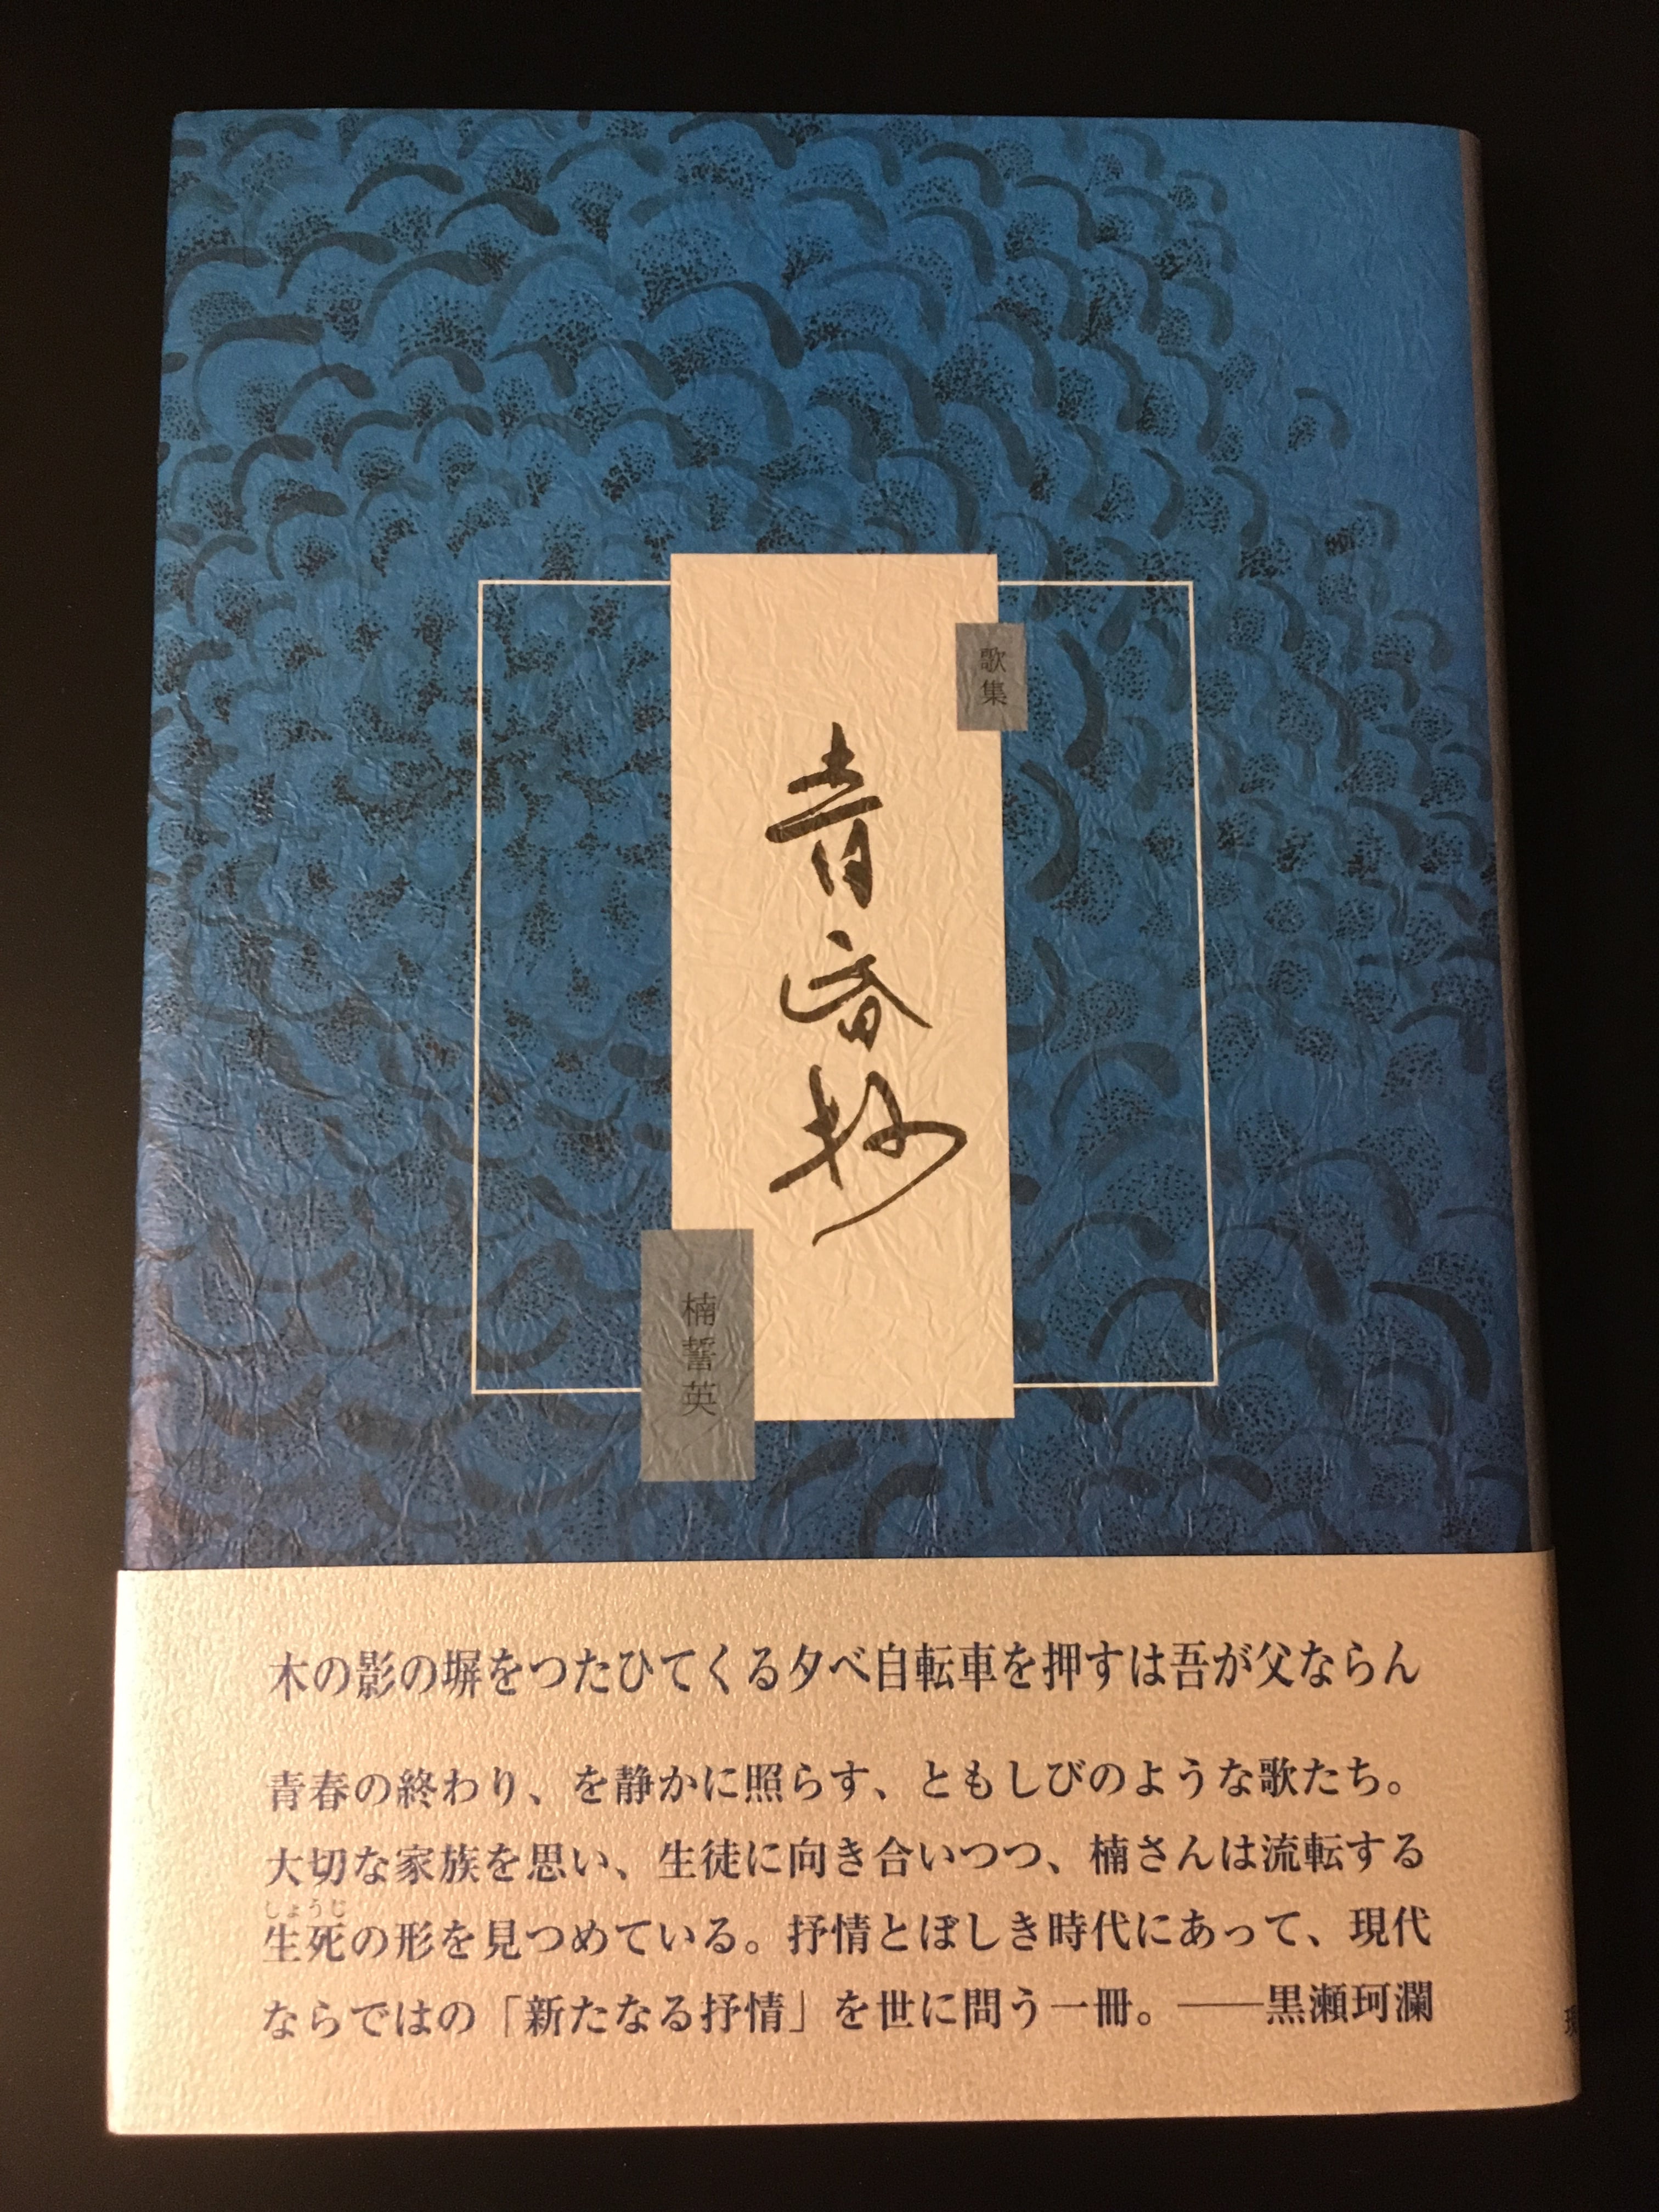 歌集
青昏抄
楠誓英
木の影の塀をつたひてくる夕べ自転車を押すは吾が父ならん
青春の終わり、を静かに照らす、ともしびのような歌たち。
大切な家族を思い、生徒に向き合いつつ、楠さんは流転する
しょうじ
生死の形を見つめている。抒情とぼしき時代にあって、現代
ならではの「新たなる抒情」を世に問う一冊。――黒瀬珂瀾